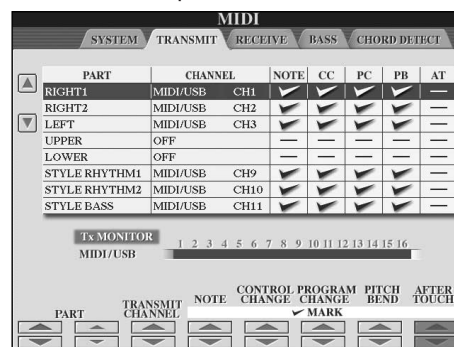 MIDI
SYSTEM TRANSMIT RECEIVE BASS CHORD DETECT
PART CHANNEL NOTE CC PC PB AT
RIGHT1 MIDI/USB CH1 ✓ ✓ ✓ ✓ —
RIGHT2 MIDI/USB CH2 ✓ ✓ ✓ ✓ —
LEFT MIDI/USB CH3 ✓ ✓ ✓ ✓ —
UPPER OFF — — — — —
LOWER OFF — — — — —
STYLE RHYTHM1 MIDI/USB CH9 ✓ ✓ ✓ ✓ —
STYLE RHYTHM2 MIDI/USB CH10 ✓ ✓ ✓ ✓ —
STYLE BASS MIDI/USB CH11 ✓ ✓ ✓ ✓ —
Tx MONITOR 1 2 3 4 5 6 7 8 9 10 11 12 13 14 15 16
MIDI/USB
PART TRANSMIT CHANNEL NOTE CONTROL CHANGE PROGRAM CHANGE PITCH BEND AFTER TOUCH
✓ MARK